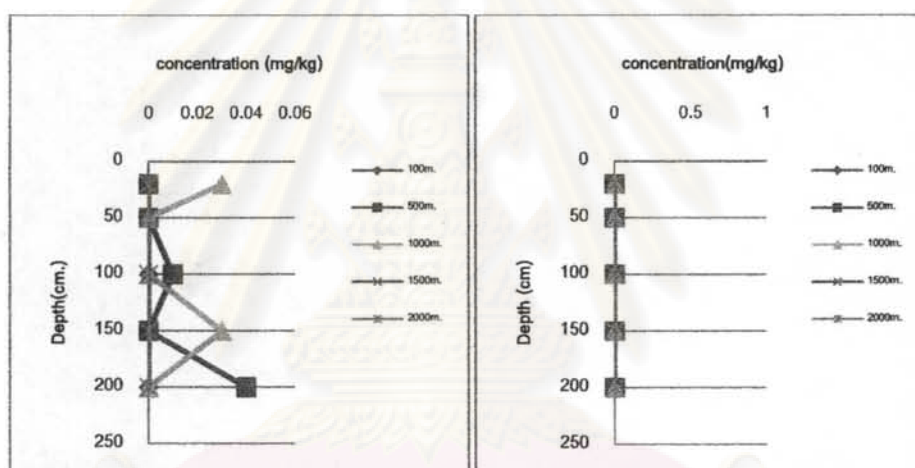 concentration (mg/kg)
0 0.02 0.04 0.06
0
50
100
150
200
250
Depth(cm.)
100m.
500m.
1000m.
1500m.
2000m.
concentration(mg/kg)
0 0.5 1
0
50
100
150
200
250
Depth (cm)
100m.
500m.
1000m.
1500m.
2000m.